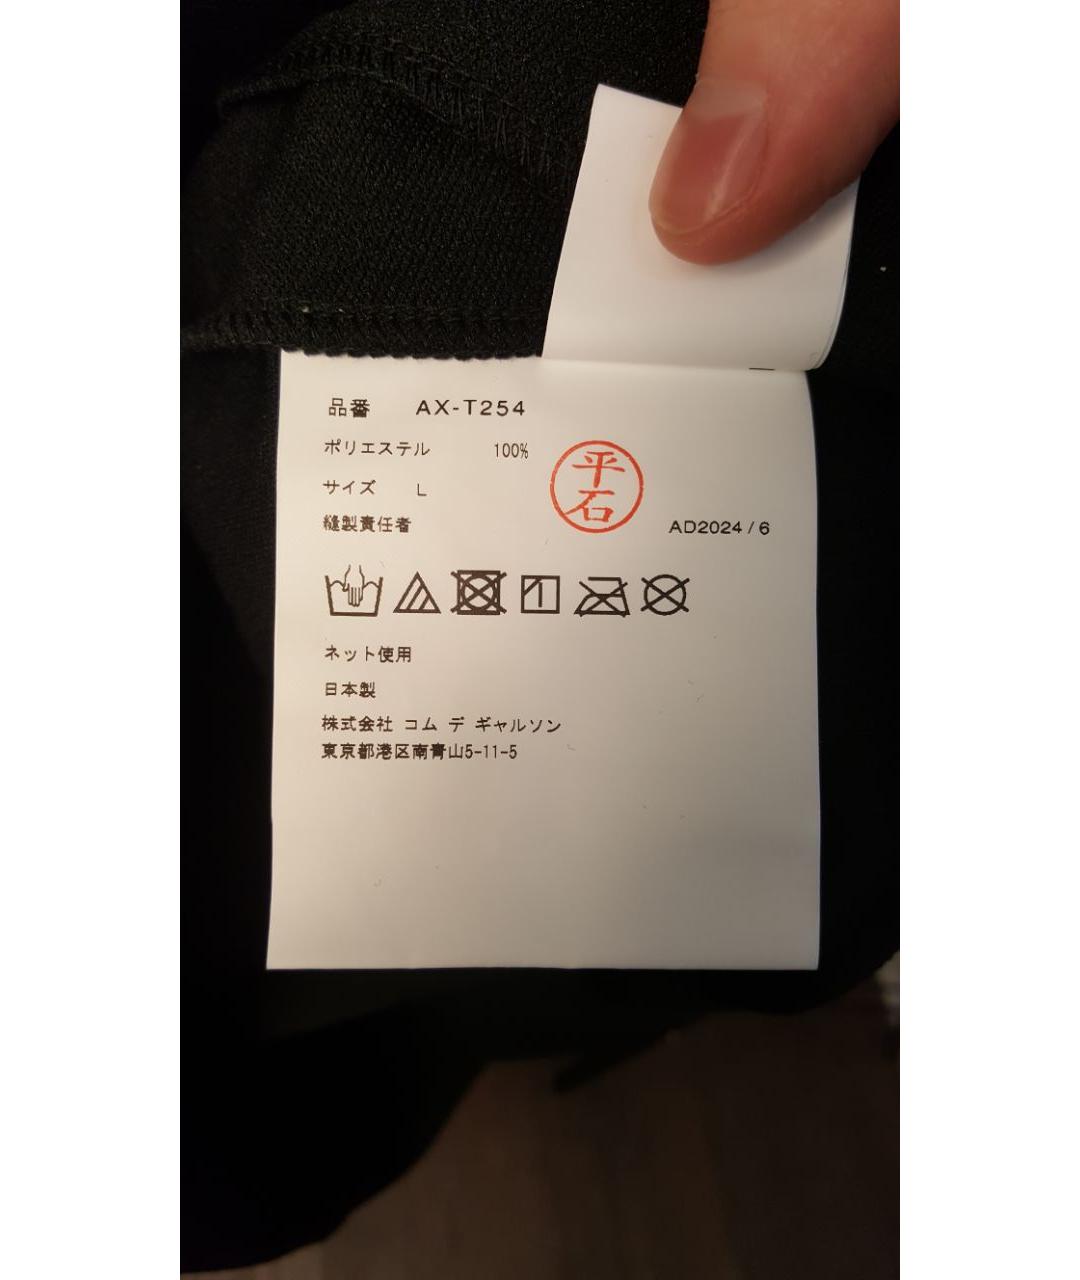 品番 AX-T254
ポリエステル 100%
サイズ L
平石
縫製責任者 AD2024/6
ネット使用
日本製
株式会社 コム デ ギャルソン
東京都港区南青山5-11-5